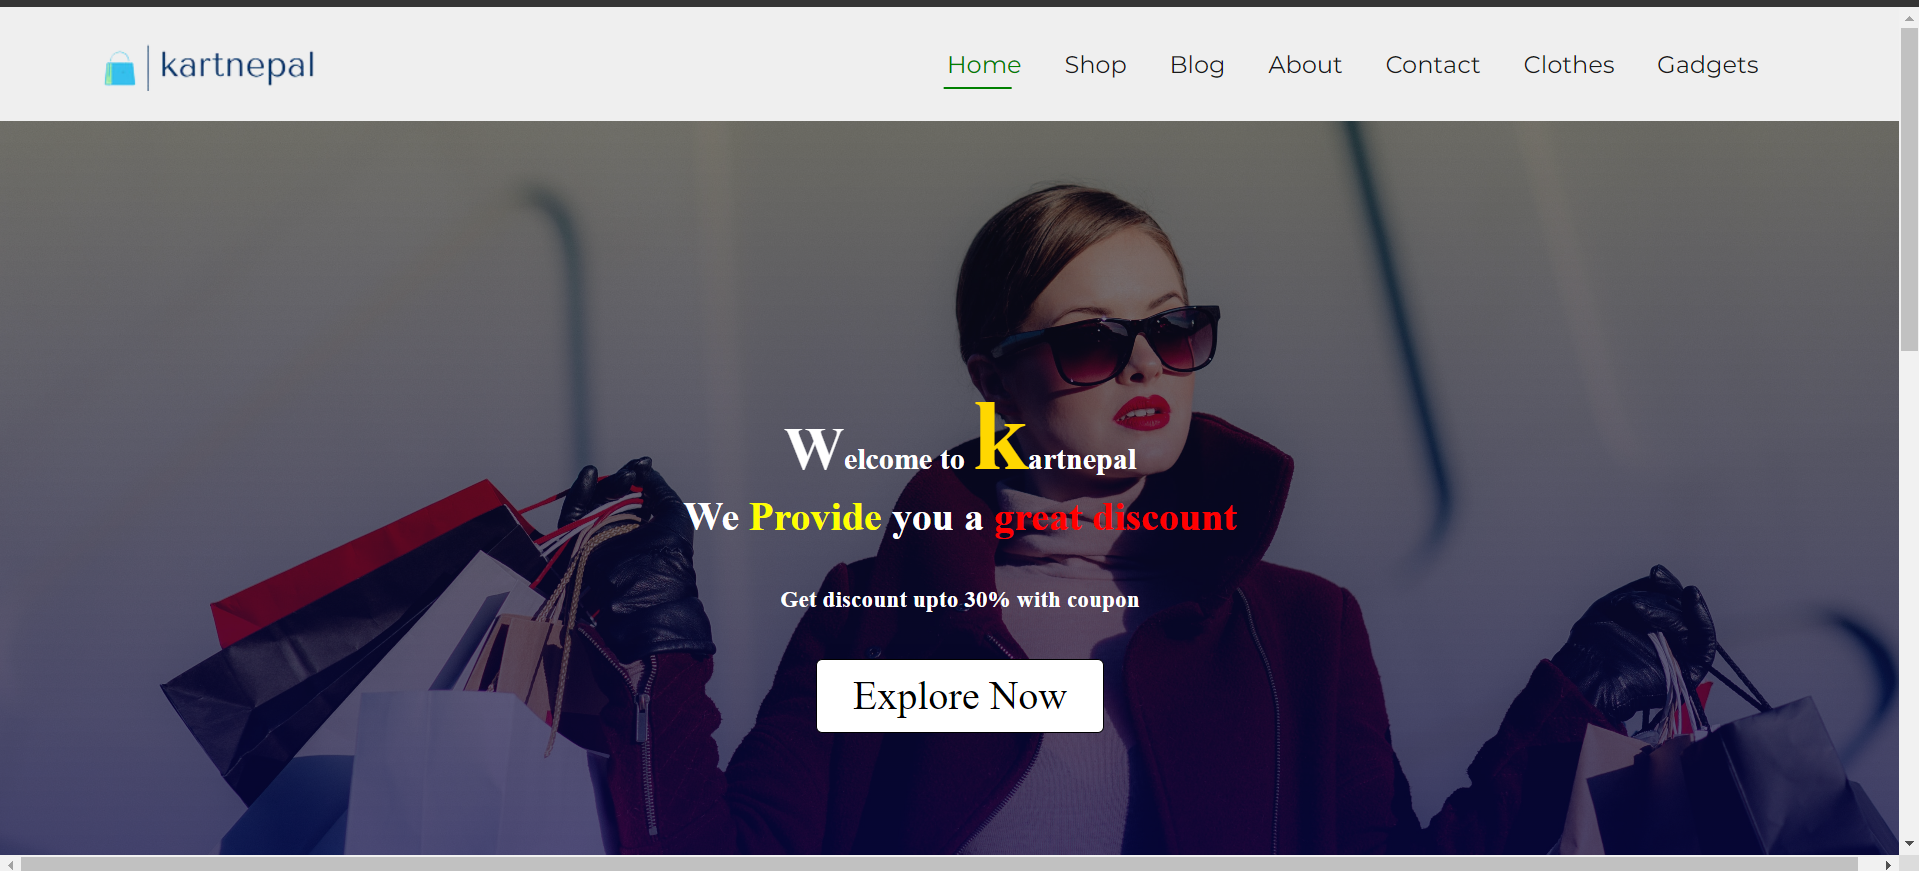 kartnepal
Home Shop Blog About Contact Clothes Gadgets
Welcome to kartnepal
We Provide you a great discount
Get discount upto 30% with coupon
Explore Now